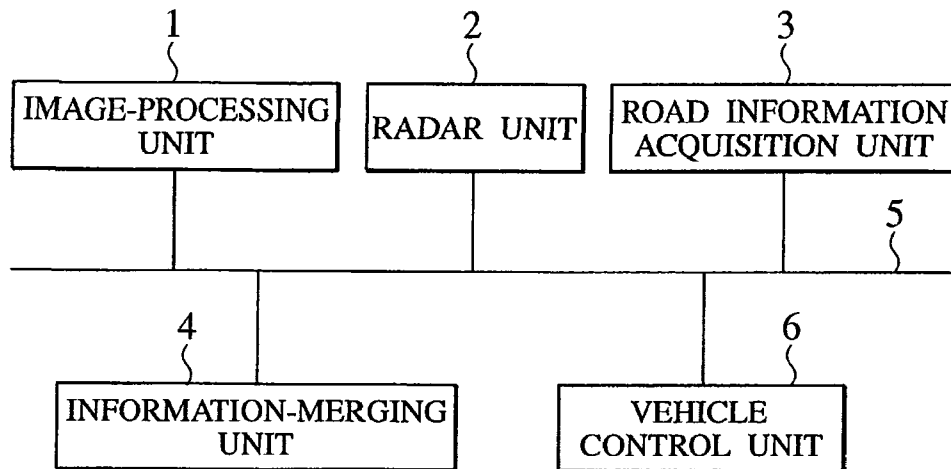 1
2
3
IMAGE-PROCESSING
UNIT
RADAR UNIT
ROAD INFORMATION
ACQUISITION UNIT
5
4
6
INFORMATION-MERGING
UNIT
VEHICLE
CONTROL UNIT